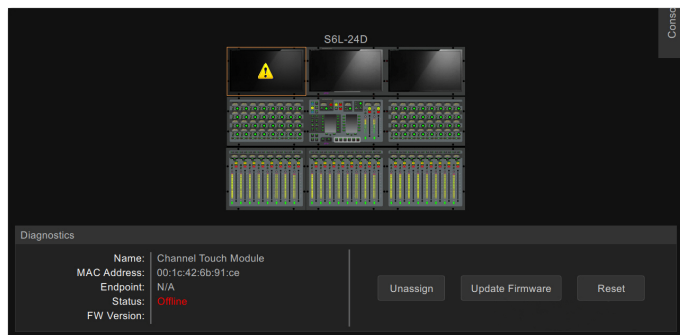 Conso
S6L-24D
Diagnostics
Name: Channel Touch Module
MAC Address: 00:1c:42:6b:91:ce
Endpoint: N/A
Status: Offline
FW Version:
Unassign
Update Firmware
Reset